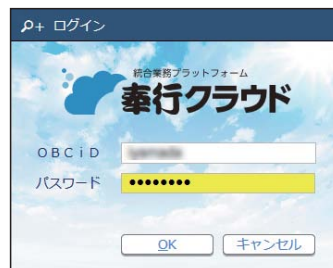 ログイン
統合業務プラットフォーム
奉行クラウド
OBCiD
パスワード
••••••••
OK キャンセル